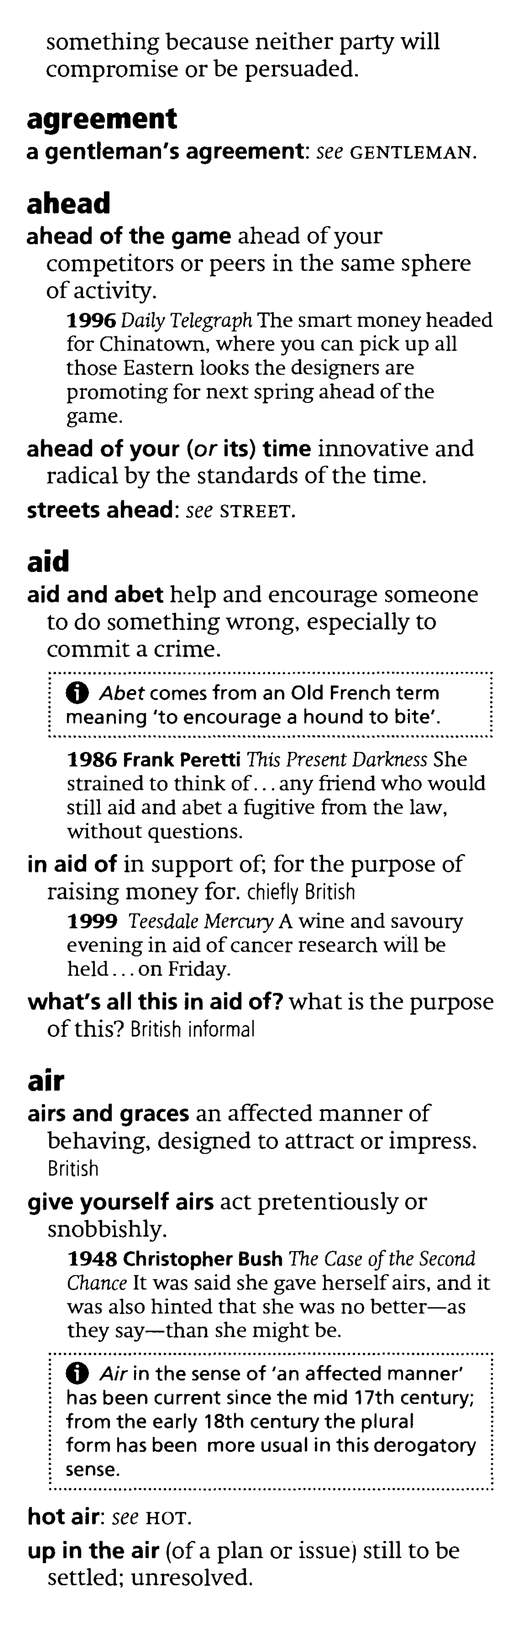 something because neither party will
compromise or be persuaded.
agreement
a gentleman's agreement: see GENTLEMAN.
ahead
ahead of the game ahead of your
competitors or peers in the same sphere
of activity.
1996 Daily Telegraph The smart money headed
for Chinatown, where you can pick up all
those Eastern looks the designers are
promoting for next spring ahead of the
game.
ahead of your (or its) time innovative and
radical by the standards of the time.
streets ahead: see STREET.
aid
aid and abet help and encourage someone
to do something wrong, especially to
commit a crime.
i Abet comes from an Old French term
meaning 'to encourage a hound to bite'.
1986 Frank Peretti This Present Darkness She
strained to think of...any friend who would
still aid and abet a fugitive from the law,
without questions.
in aid of in support of; for the purpose of
raising money for. chiefly British
1999 Teesdale Mercury A wine and savoury
evening in aid of cancer research will be
held...on Friday.
what's all this in aid of? what is the purpose
of this? British informal
air
airs and graces an affected manner of
behaving, designed to attract or impress.
British
give yourself airs act pretentiously or
snobbishly.
1948 Christopher Bush The Case of the Second
Chance It was said she gave herself airs, and it
was also hinted that she was no better—as
they say—than she might be.
i Air in the sense of 'an affected manner'
has been current since the mid 17th century;
from the early 18th century the plural
form has been more usual in this derogatory
sense.
hot air: see HOT.
up in the air (of a plan or issue) still to be
settled; unresolved.